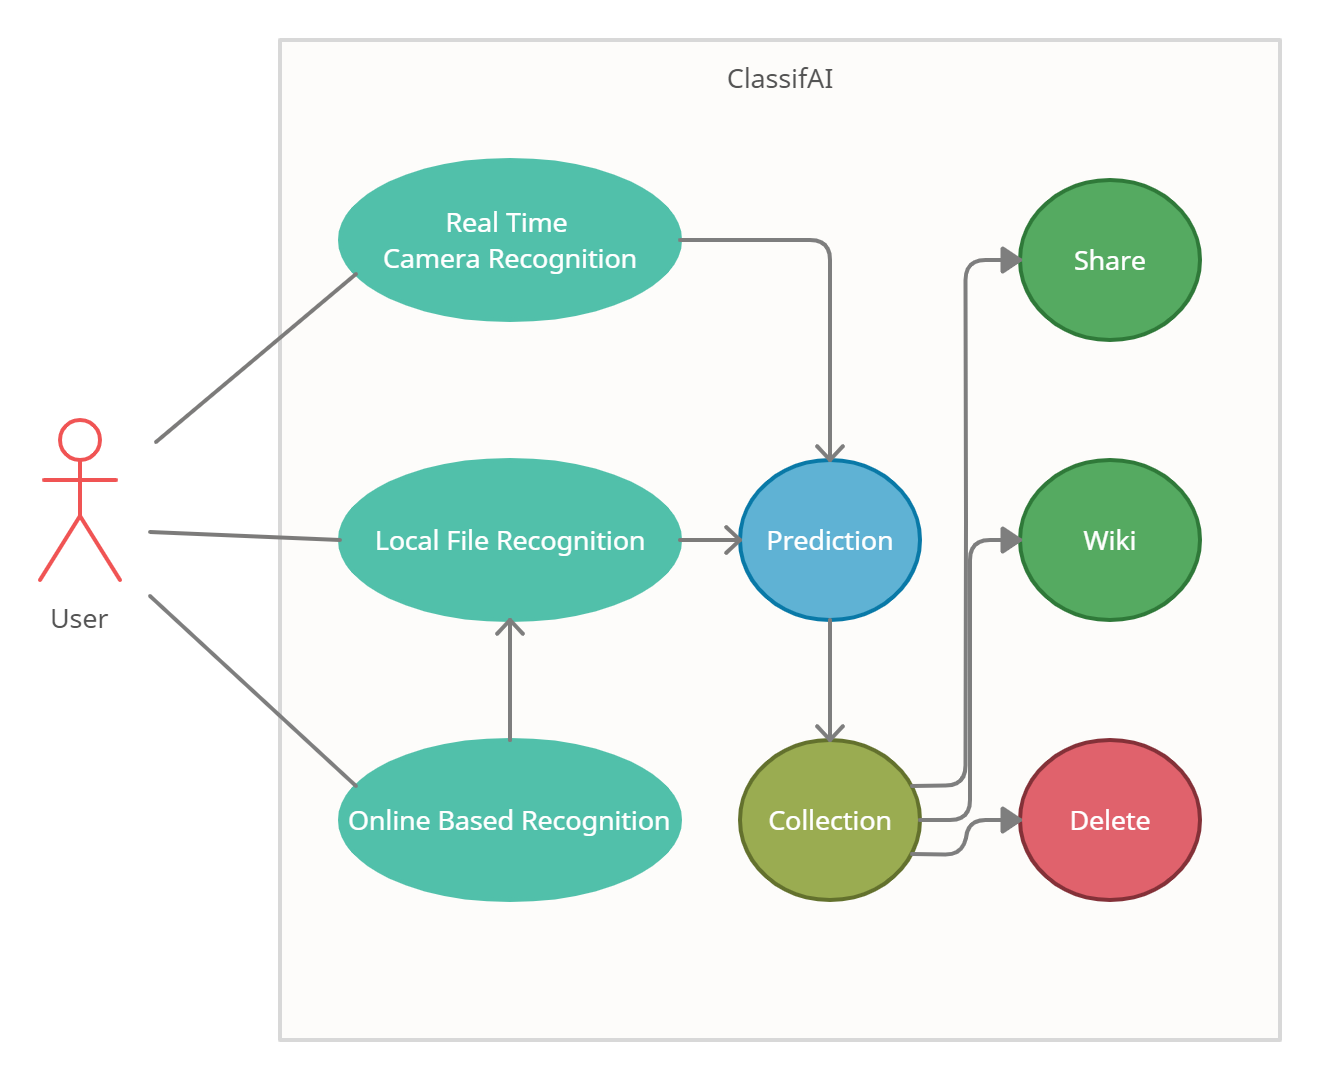 ClassifAI
Real Time
Camera Recognition
Share
User
Local File Recognition
Prediction
Wiki
Online Based Recognition
Collection
Delete